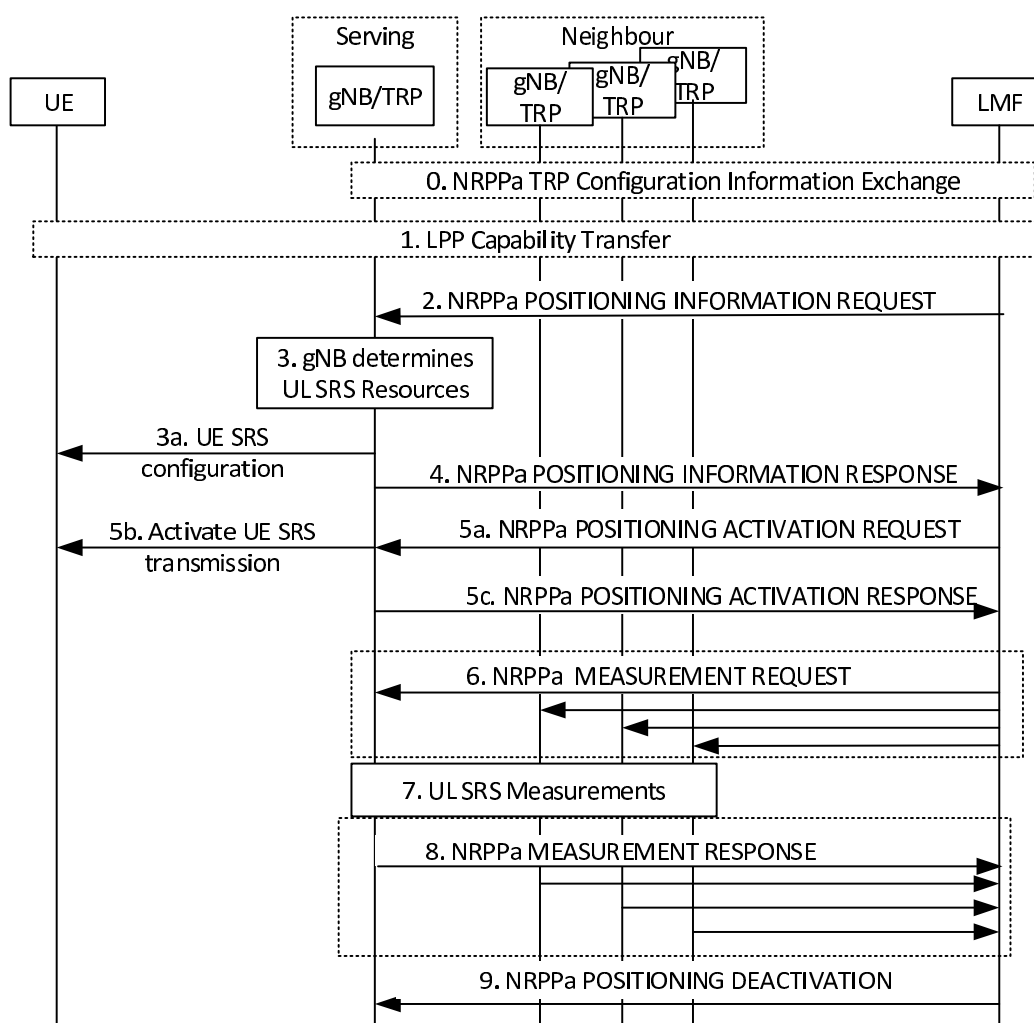 Serving
Neighbour
UE
gNB/TRP
gNB/
TRP
gNB/
TRP
gNB/
TRP
LMF
0. NRPPa TRP Configuration Information Exchange
1. LPP Capability Transfer
2. NRPPa POSITIONING INFORMATION REQUEST
3. gNB determines
UL SRS Resources
3a. UE SRS
configuration
4. NRPPa POSITIONING INFORMATION RESPONSE
5b. Activate UE SRS
transmission
5a. NRPPa POSITIONING ACTIVATION REQUEST
5c. NRPPa POSITIONING ACTIVATION RESPONSE
6. NRPPa MEASUREMENT REQUEST
7. UL SRS Measurements
8. NRPPa MEASUREMENT RESPONSE
9. NRPPa POSITIONING DEACTIVATION